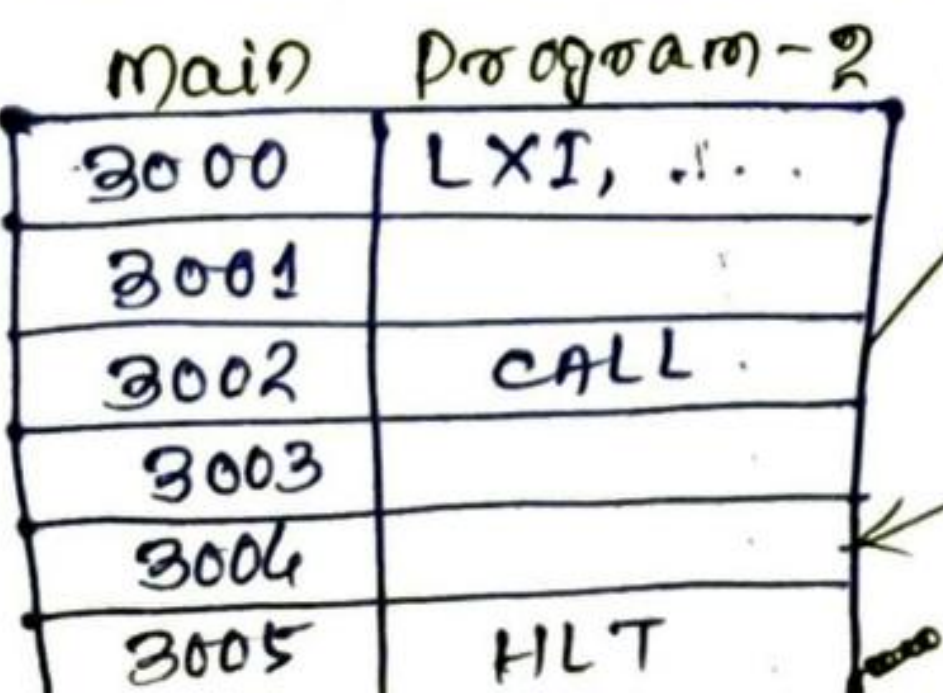 Main Program-2
3000 LXI, ....
3001
3002 CALL
3003
3004
3005 HLT